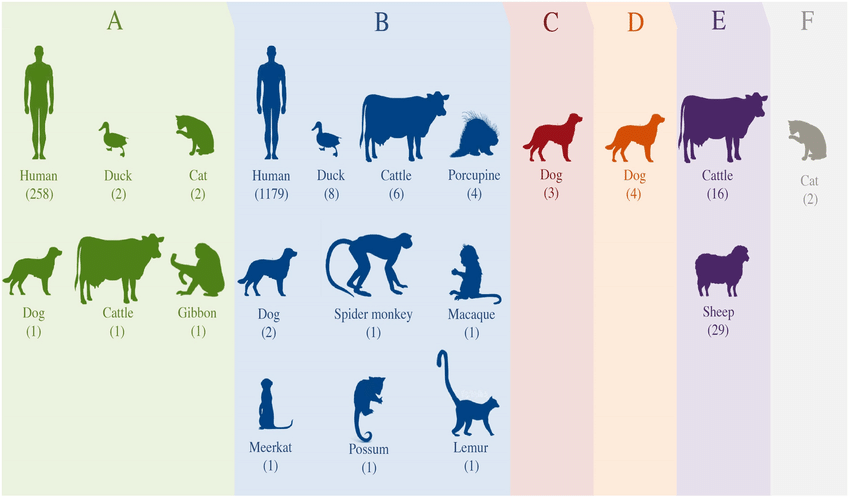 A B C D E F
Human Duck Cat Human Duck Cattle Porcupine Dog Dog Cattle Cat
(258) (2) (2) (1179) (8) (6) (4) (3) (4) (16) (2)
Dog Cattle Gibbon Dog Spider monkey Macaque Sheep
(1) (1) (1) (2) (1) (1) (29)
Meerkat Possum Lemur
(1) (1) (1)